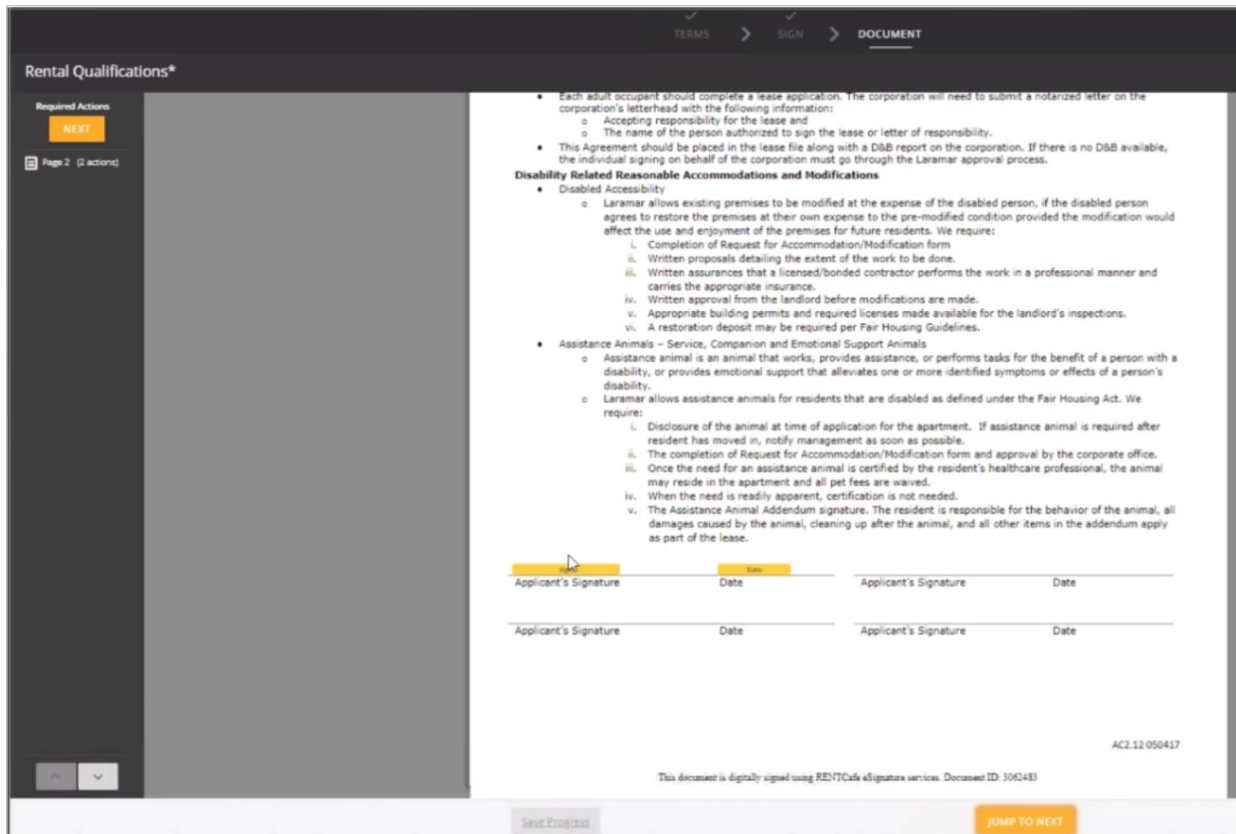 TERMS > SIGN > DOCUMENT
Rental Qualifications*
Required Actions
NEXT
Page 2 (2 actions)
• Each adult occupant should complete a lease application. The corporation will need to submit a notarized letter on the
corporation's letterhead with the following information:
o Accepting responsibility for the lease and
o The name of the person authorized to sign the lease or letter of responsibility.
• This Agreement should be placed in the lease file along with a D&B report on the corporation. If there is no D&B available,
the individual signing on behalf of the corporation must go through the Laramar approval process.
Disability Related Reasonable Accommodations and Modifications
• Disabled Accessibility
o Laramar allows existing premises to be modified at the expense of the disabled person, if the disabled person
agrees to restore the premises at their own expense to the pre-modified condition provided the modification would
affect the use and enjoyment of the premises for future residents. We require:
i. Completion of Request for Accommodation/Modification form
ii. Written proposals detailing the extent of the work to be done.
iii. Written assurances that a licensed/bonded contractor performs the work in a professional manner and
carries the appropriate insurance.
iv. Written approval from the landlord before modifications are made.
v. Appropriate building permits and required licenses made available for the landlord's inspections.
vi. A restoration deposit may be required per Fair Housing Guidelines.
• Assistance Animals – Service, Companion and Emotional Support Animals
o Assistance animal is an animal that works, provides assistance, or performs tasks for the benefit of a person with a
disability, or provides emotional support that alleviates one or more identified symptoms or effects of a person's
disability.
o Laramar allows assistance animals for residents that are disabled as defined under the Fair Housing Act. We
require:
i. Disclosure of the animal at time of application for the apartment. If assistance animal is required after
resident has moved in, notify management as soon as possible.
ii. The completion of Request for Accommodation/Modification form and approval by the corporate office.
iii. Once the need for an assistance animal is certified by the resident's healthcare professional, the animal
may reside in the apartment and all pet fees are waived.
iv. When the need is readily apparent, certification is not needed.
v. The Assistance Animal Addendum signature. The resident is responsible for the behavior of the animal, all
damages caused by the animal, cleaning up after the animal, and all other items in the addendum apply
as part of the lease.
Date
Applicant's Signature Date Applicant's Signature Date
Applicant's Signature Date Applicant's Signature Date
AC2.12 050417
This document is digitally signed using RENTCafe eSignature services. Document ID: 3062483
Save Progress
JUMP TO NEXT